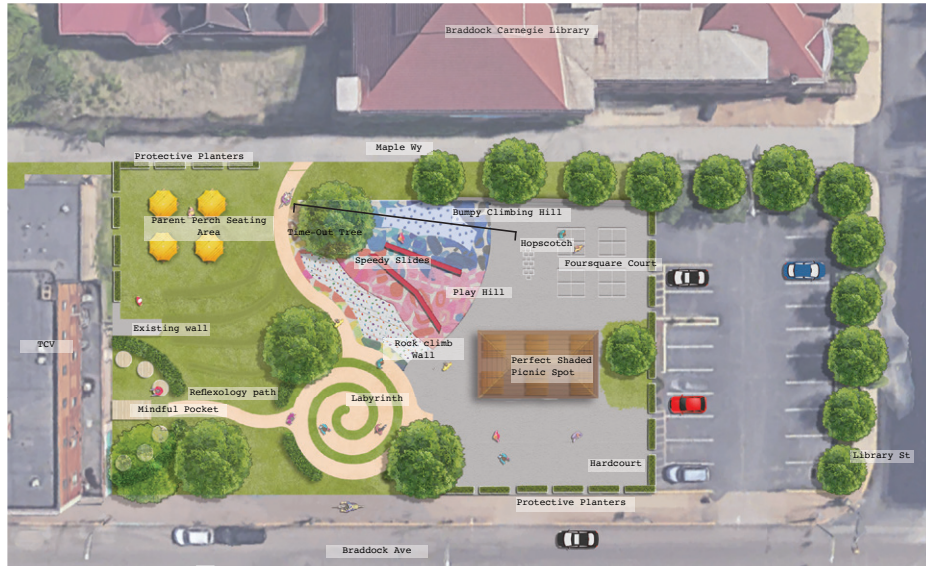 Braddock Carnegie Library
Maple Wy
Protective Planters
Bumpy Climbing Hill
Parent Perch Seating
Area
Time-Out Tree
Hopscotch
Speedy Slides
Foursquare Court
Play Hill
Existing wall
TCV
Rock climb
Wall
Perfect Shaded
Picnic Spot
Reflexology path
Labyrinth
Mindful Pocket
Library St
Hardcourt
Protective Planters
Braddock Ave